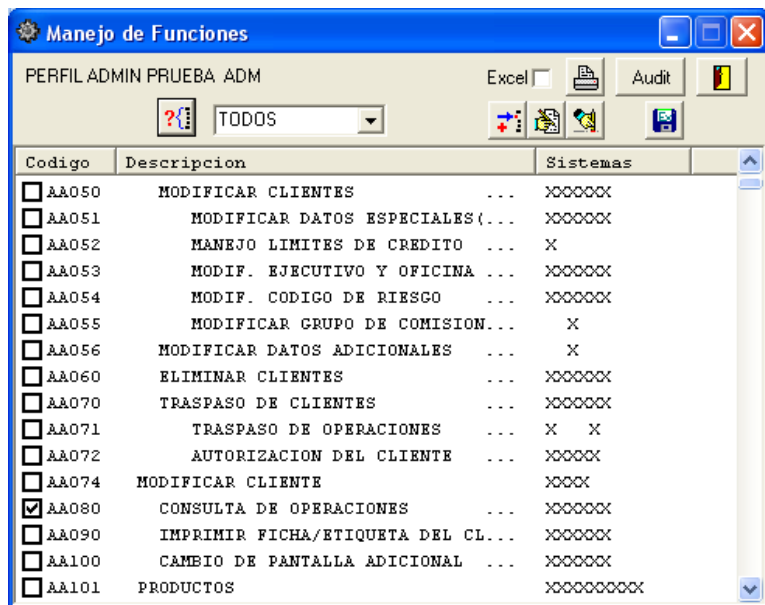 Manejo de Funciones
PERFIL ADMIN PRUEBA ADM Excel Audit
?{ TODOS
Codigo Descripcion Sistemas
AA050 MODIFICAR CLIENTES ... XXXXXX
AA051 MODIFICAR DATOS ESPECIALES(... XXXXXX
AA052 MANEJO LIMITES DE CREDITO ... X
AA053 MODIF. EJECUTIVO Y OFICINA ... XXXXXX
AA054 MODIF. CODIGO DE RIESGO ... XXXXXX
AA055 MODIFICAR GRUPO DE COMISION... X
AA056 MODIFICAR DATOS ADICIONALES ... X
AA060 ELIMINAR CLIENTES ... XXXXXX
AA070 TRASPASO DE CLIENTES ... XXXXXX
AA071 TRASPASO DE OPERACIONES ... X X
AA072 AUTORIZACION DEL CLIENTE ... XXXXX
AA074 MODIFICAR CLIENTE XXXX
AA080 CONSULTA DE OPERACIONES ... XXXXXX
AA090 IMPRIMIR FICHA/ETIQUETA DEL CL... XXXXXX
AA100 CAMBIO DE PANTALLA ADICIONAL ... XXXXXX
AA101 PRODUCTOS XXXXXXXXX